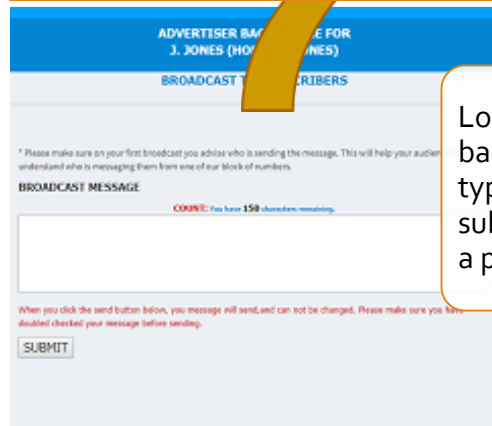 ADVERTISER BAC E FOR
J. JONES (HO NES)
BROADCAST T CRIBERS
* Please make sure on your first broadcast you advise who is sending the message. This will help your audien
understand who is messaging them from one of our block of numbers.
BROADCAST MESSAGE
COUNT: You have 150 characters remaining.
When you click the send button below, you message will send,and can not be changed. Please make sure you have
doubled checked your message before sending.
SUBMIT
Lo
ba
typ
sul
a p